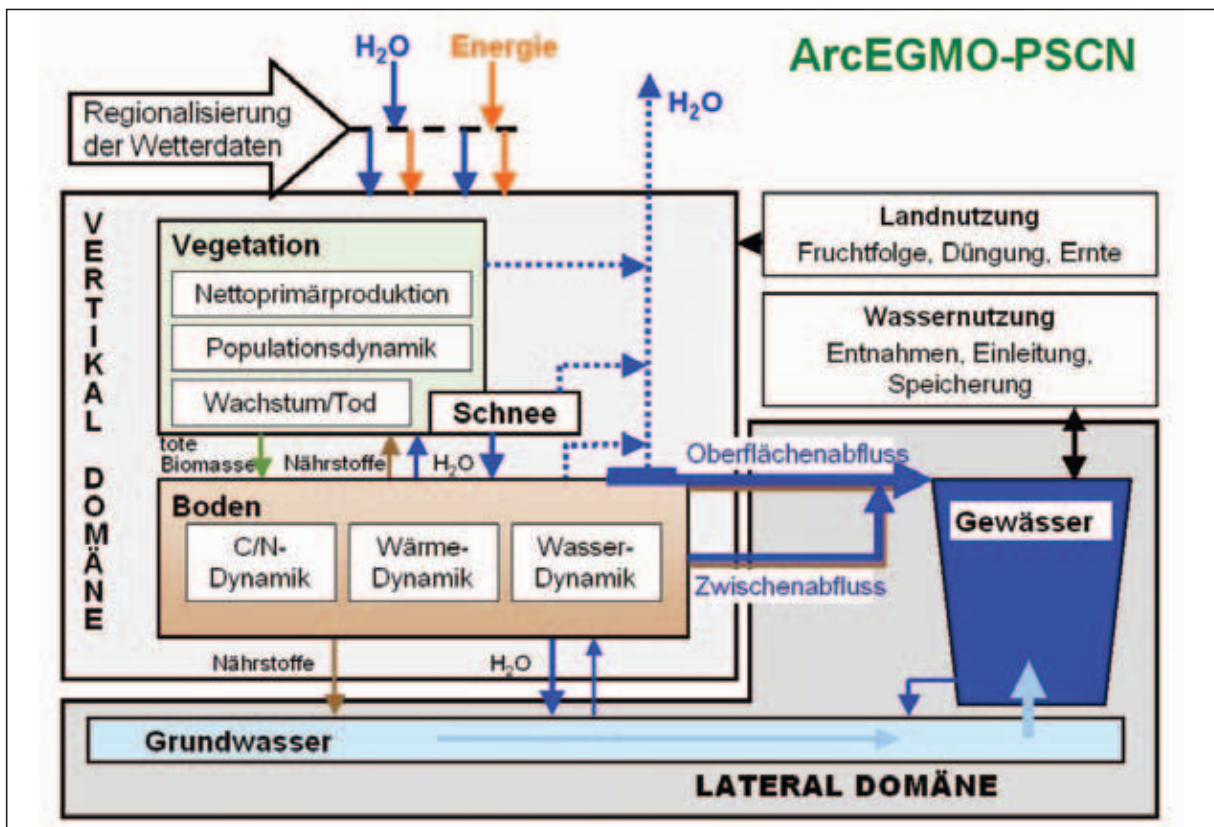 H₂O
Energie
ArcEGMO-PSCN
H₂O
Regionalisierung
der Wetterdaten
VERTIKAL DOMÄNE
Vegetation
Nettoprimärproduktion
Populationsdynamik
Wachstum/Tod
Schnee
Landnutzung
Fruchtfolge, Düngung, Ernte
Wassernutzung
Entnahmen, Einleitung,
Speicherung
tote
Biomasse
Nährstoffe
H₂O
Oberflächenabfluss
Boden
C/N-
Dynamik
Wärme-
Dynamik
Wasser-
Dynamik
Zwischenabfluss
Gewässer
Nährstoffe
H₂O
Grundwasser
LATERAL DOMÄNE